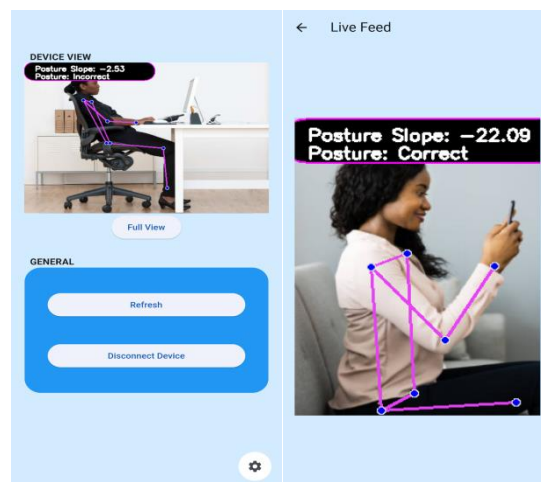 DEVICE VIEW
Posture Slope: -2.53
Posture: Incorrect
Full View
GENERAL
Refresh
Disconnect Device
← Live Feed
Posture Slope: -22.09
Posture: Correct